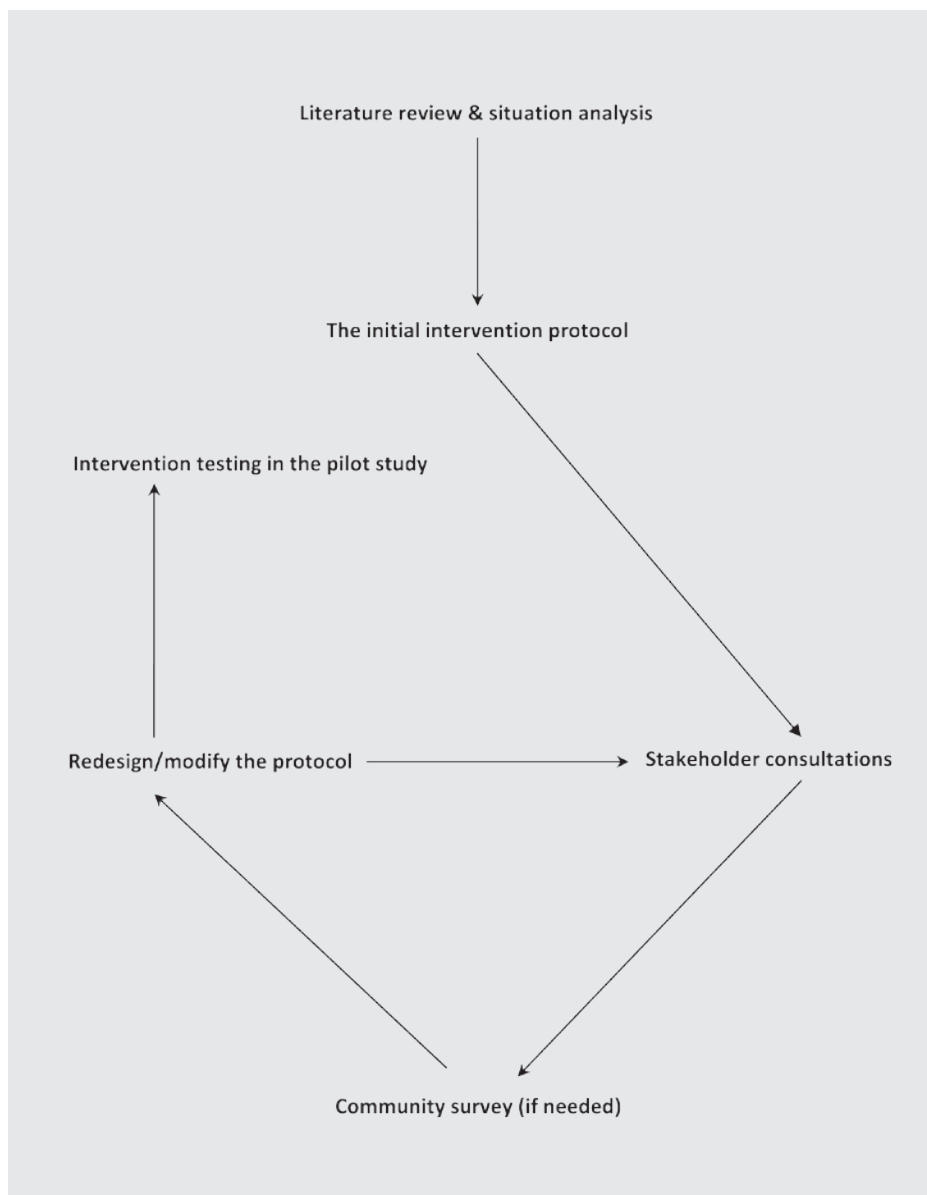 Literature review & situation analysis
The initial intervention protocol
Intervention testing in the pilot study
Redesign/modify the protocol
Stakeholder consultations
Community survey (if needed)